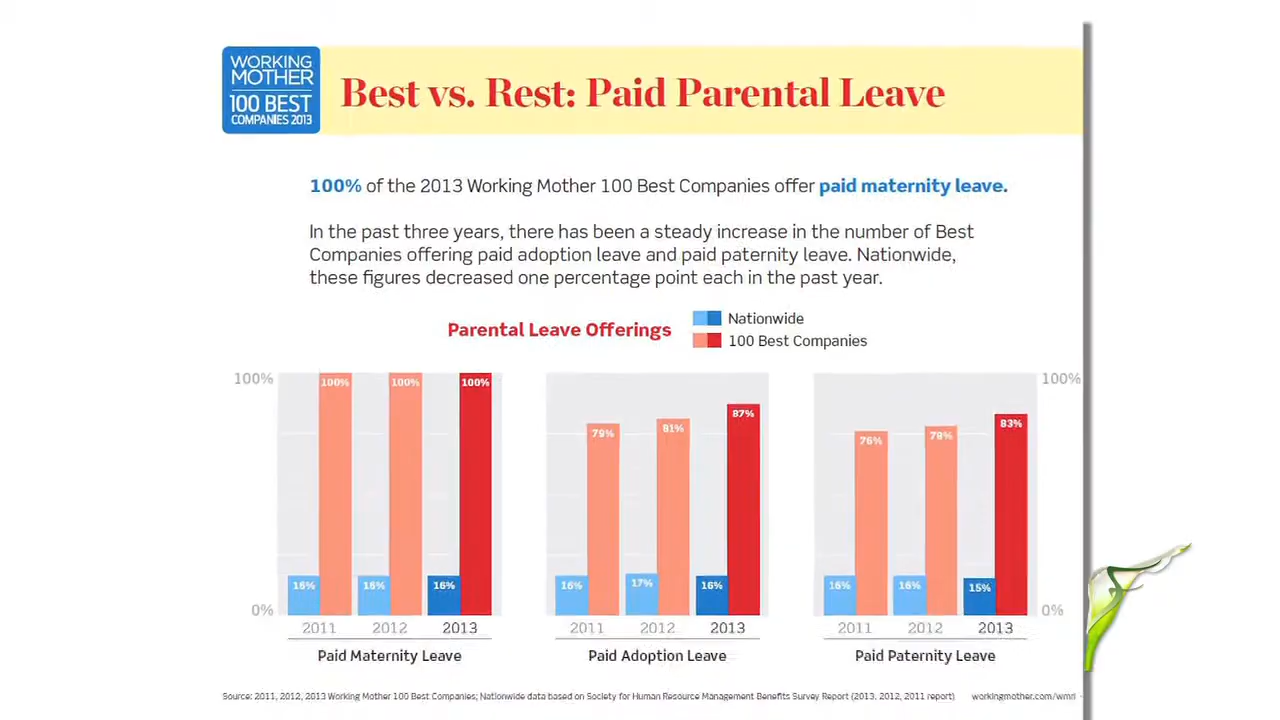 WORKING
MOTHER
100 BEST
COMPANIES 2013
Best vs. Rest: Paid Parental Leave
100% of the 2013 Working Mother 100 Best Companies offer paid maternity leave.
In the past three years, there has been a steady increase in the number of Best
Companies offering paid adoption leave and paid paternity leave. Nationwide,
these figures decreased one percentage point each in the past year.
Parental Leave Offerings
Nationwide
100 Best Companies
100% 100% 100% 100% 79% 81% 87% 76% 78% 83% 100%
16% 16% 16% 16% 17% 16% 16% 16% 15%
0% 0%
2011 2012 2013 2011 2012 2013 2011 2012 2013
Paid Maternity Leave Paid Adoption Leave Paid Paternity Leave
Source: 2011, 2012, 2013 Working Mother 100 Best Companies; Nationwide data based on Society for Human Resource Management Benefits Survey Report (2013, 2012, 2011 report) workingmother.com/wmri